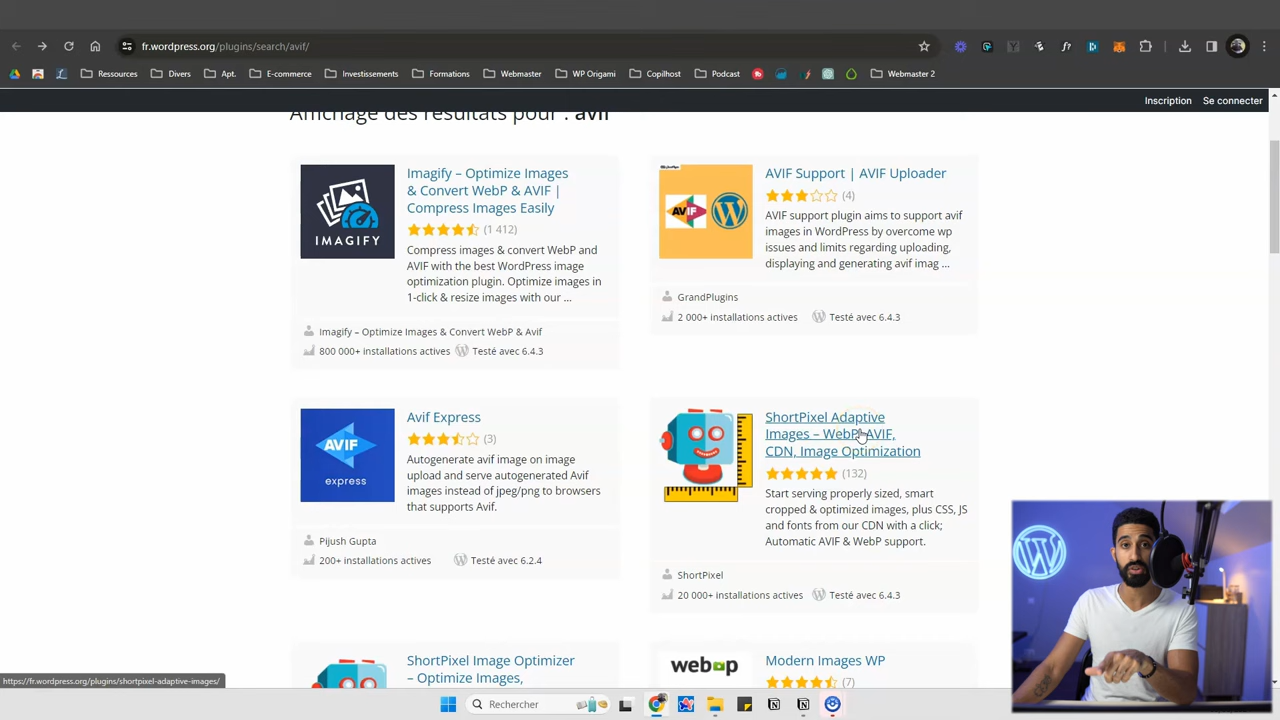 fr.wordpress.org/plugins/search/avif/
Ressources
Divers
Apt.
E-commerce
Investissements
Formations
Webmaster
WP Origami
Copilhost
Podcast
Webmaster 2
Inscription
Se connecter
Affichage des résultats pour : avif
IMAGIFY
Imagify – Optimize Images
& Convert WebP & AVIF |
Compress Images Easily
(1 412)
Compress images & convert WebP and
AVIF with the best WordPress image
optimization plugin. Optimize images in
1-click & resize images with our ...
Imagify – Optimize Images & Convert WebP & Avif
800 000+ installations actives
Testé avec 6.4.3
AVIF
AVIF Support | AVIF Uploader
(4)
AVIF support plugin aims to support avif
images in WordPress by overcome wp
issues and limits regarding uploading,
displaying and generating avif imag ...
GrandPlugins
2 000+ installations actives
Testé avec 6.4.3
AVIF
express
Avif Express
(3)
Autogenerate avif image on image
upload and serve autogenerated Avif
images instead of jpeg/png to browsers
that supports Avif.
Pijush Gupta
200+ installations actives
Testé avec 6.2.4
ShortPixel Adaptive
Images – WebP, AVIF,
CDN, Image Optimization
(132)
Start serving properly sized, smart
cropped & optimized images, plus CSS, JS
and fonts from our CDN with a click;
Automatic AVIF & WebP support.
ShortPixel
20 000+ installations actives
Testé avec 6.4.3
ShortPixel Image Optimizer
– Optimize Images,
webp
Modern Images WP
(7)
https://fr.wordpress.org/plugins/shortpixel-adaptive-images/
Rechercher